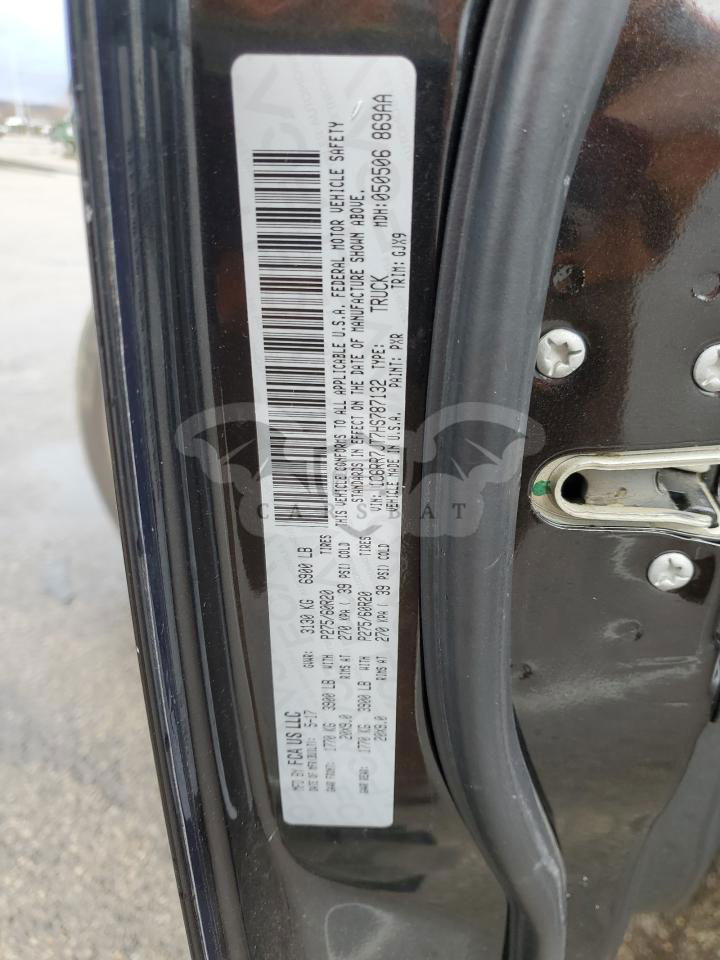 MFD BY FCA US LLC
DATE OF MFR(BUILT): 5-17 GVWR: 3130 KG 6900 LB
GAWR FRONT: 1770 KG 3900 LB WITH P275/60R20 TIRES
20X9.0 RIMS AT 270 KPA ( 39 PSI) COLD
GAWR REAR: 1770 KG 3900 LB WITH P275/60R20 TIRES
20X9.0 RIMS AT 270 KPA ( 39 PSI) COLD
THIS VEHICLE CONFORMS TO ALL APPLICABLE U.S.A. FEDERAL MOTOR VEHICLE SAFETY
STANDARDS IN EFFECT ON THE DATE OF MANUFACTURE SHOWN ABOVE.
VIN: 1D6RR7JT7HS787132 TYPE: TRUCK MDH:050506 869AA
VEHICLE MADE IN U.S.A. PAINT: PXR TRIM: GJX9
CARSBAT